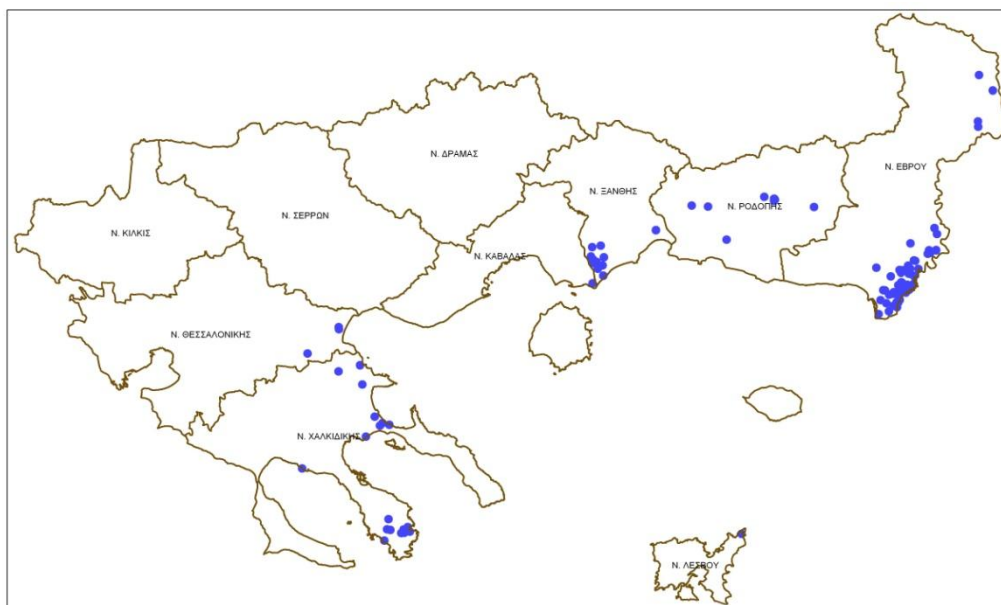 Ν. ΔΡΑΜΑΣ
Ν. ΕΒΡΟΥ
Ν. ΞΑΝΘΗΣ
Ν. ΡΟΔΟΠΗΣ
Ν. ΣΕΡΡΩΝ
Ν. ΚΙΛΚΙΣ
Ν. ΚΑΒΑΛΑΣ
Ν. ΘΕΣΣΑΛΟΝΙΚΗΣ
Ν. ΧΑΛΚΙΔΙΚΗΣ
Ν. ΛΕΣΒΟΥ